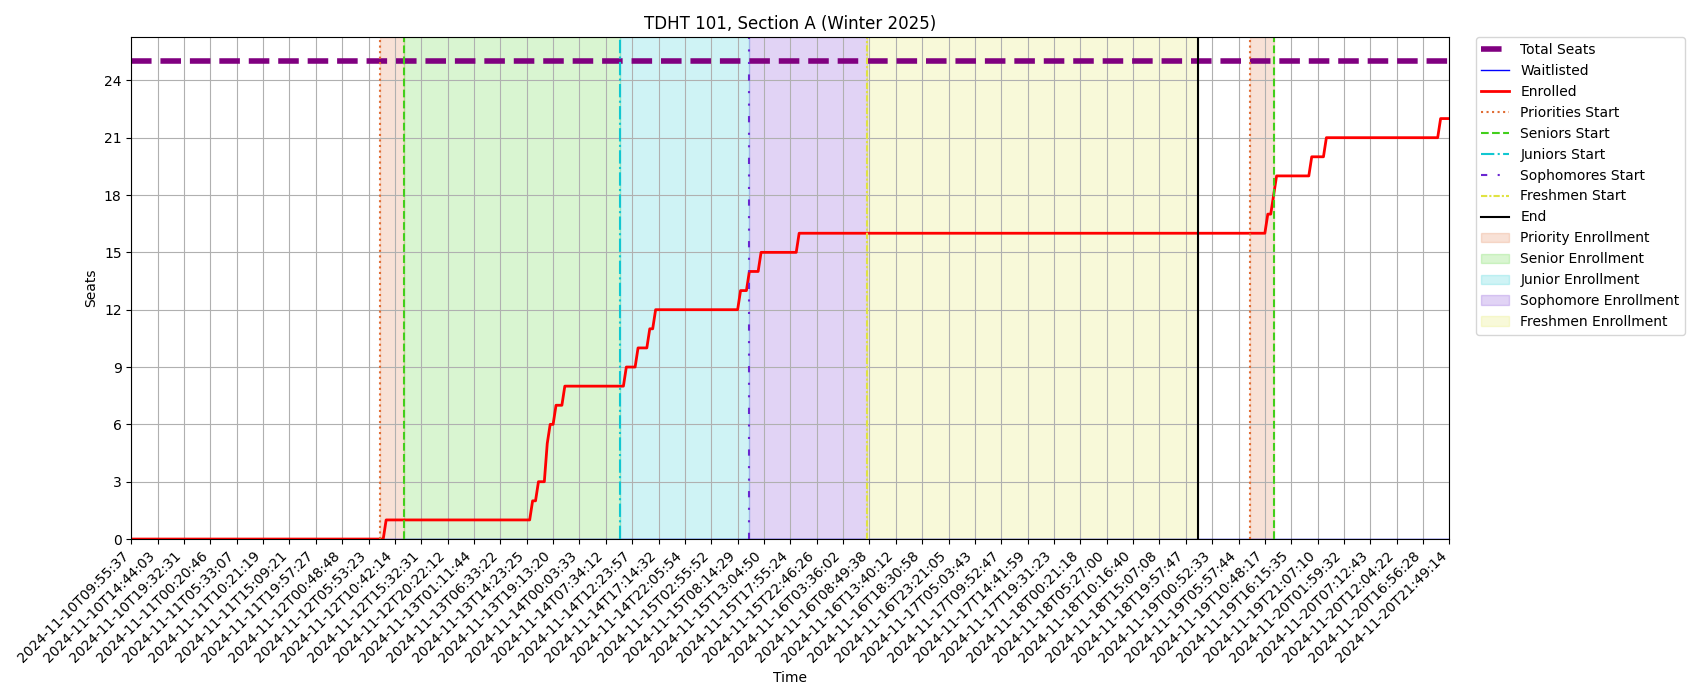 TDHT 101, Section A (Winter 2025)
Seats
24
21
18
15
12
9
6
3
0
2024-11-10T09:55:37
2024-11-10T14:44:03
2024-11-10T19:32:31
2024-11-11T00:20:46
2024-11-11T05:33:07
2024-11-11T10:21:19
2024-11-11T15:09:21
2024-11-11T19:57:27
2024-11-12T00:48:48
2024-11-12T05:53:23
2024-11-12T10:42:14
2024-11-12T15:32:31
2024-11-12T20:22:12
2024-11-13T01:11:44
2024-11-13T06:33:22
2024-11-13T14:23:25
2024-11-13T19:13:20
2024-11-14T00:03:33
2024-11-14T07:34:12
2024-11-14T12:23:57
2024-11-14T17:14:32
2024-11-14T22:05:54
2024-11-15T02:55:52
2024-11-15T08:14:29
2024-11-15T13:04:50
2024-11-15T17:55:24
2024-11-15T22:46:26
2024-11-16T03:36:02
2024-11-16T08:49:38
2024-11-16T13:40:12
2024-11-16T18:30:58
2024-11-16T23:21:05
2024-11-17T05:03:43
2024-11-17T09:52:47
2024-11-17T14:41:59
2024-11-17T19:31:23
2024-11-18T00:21:18
2024-11-18T05:27:00
2024-11-18T10:16:40
2024-11-18T15:07:08
2024-11-18T19:57:47
2024-11-19T00:52:33
2024-11-19T05:57:44
2024-11-19T10:48:17
2024-11-19T16:15:35
2024-11-19T21:07:10
2024-11-20T01:59:32
2024-11-20T07:12:43
2024-11-20T12:04:22
2024-11-20T16:56:28
2024-11-20T21:49:14
Time
Total Seats
Waitlisted
Enrolled
Priorities Start
Seniors Start
Juniors Start
Sophomores Start
Freshmen Start
End
Priority Enrollment
Senior Enrollment
Junior Enrollment
Sophomore Enrollment
Freshmen Enrollment